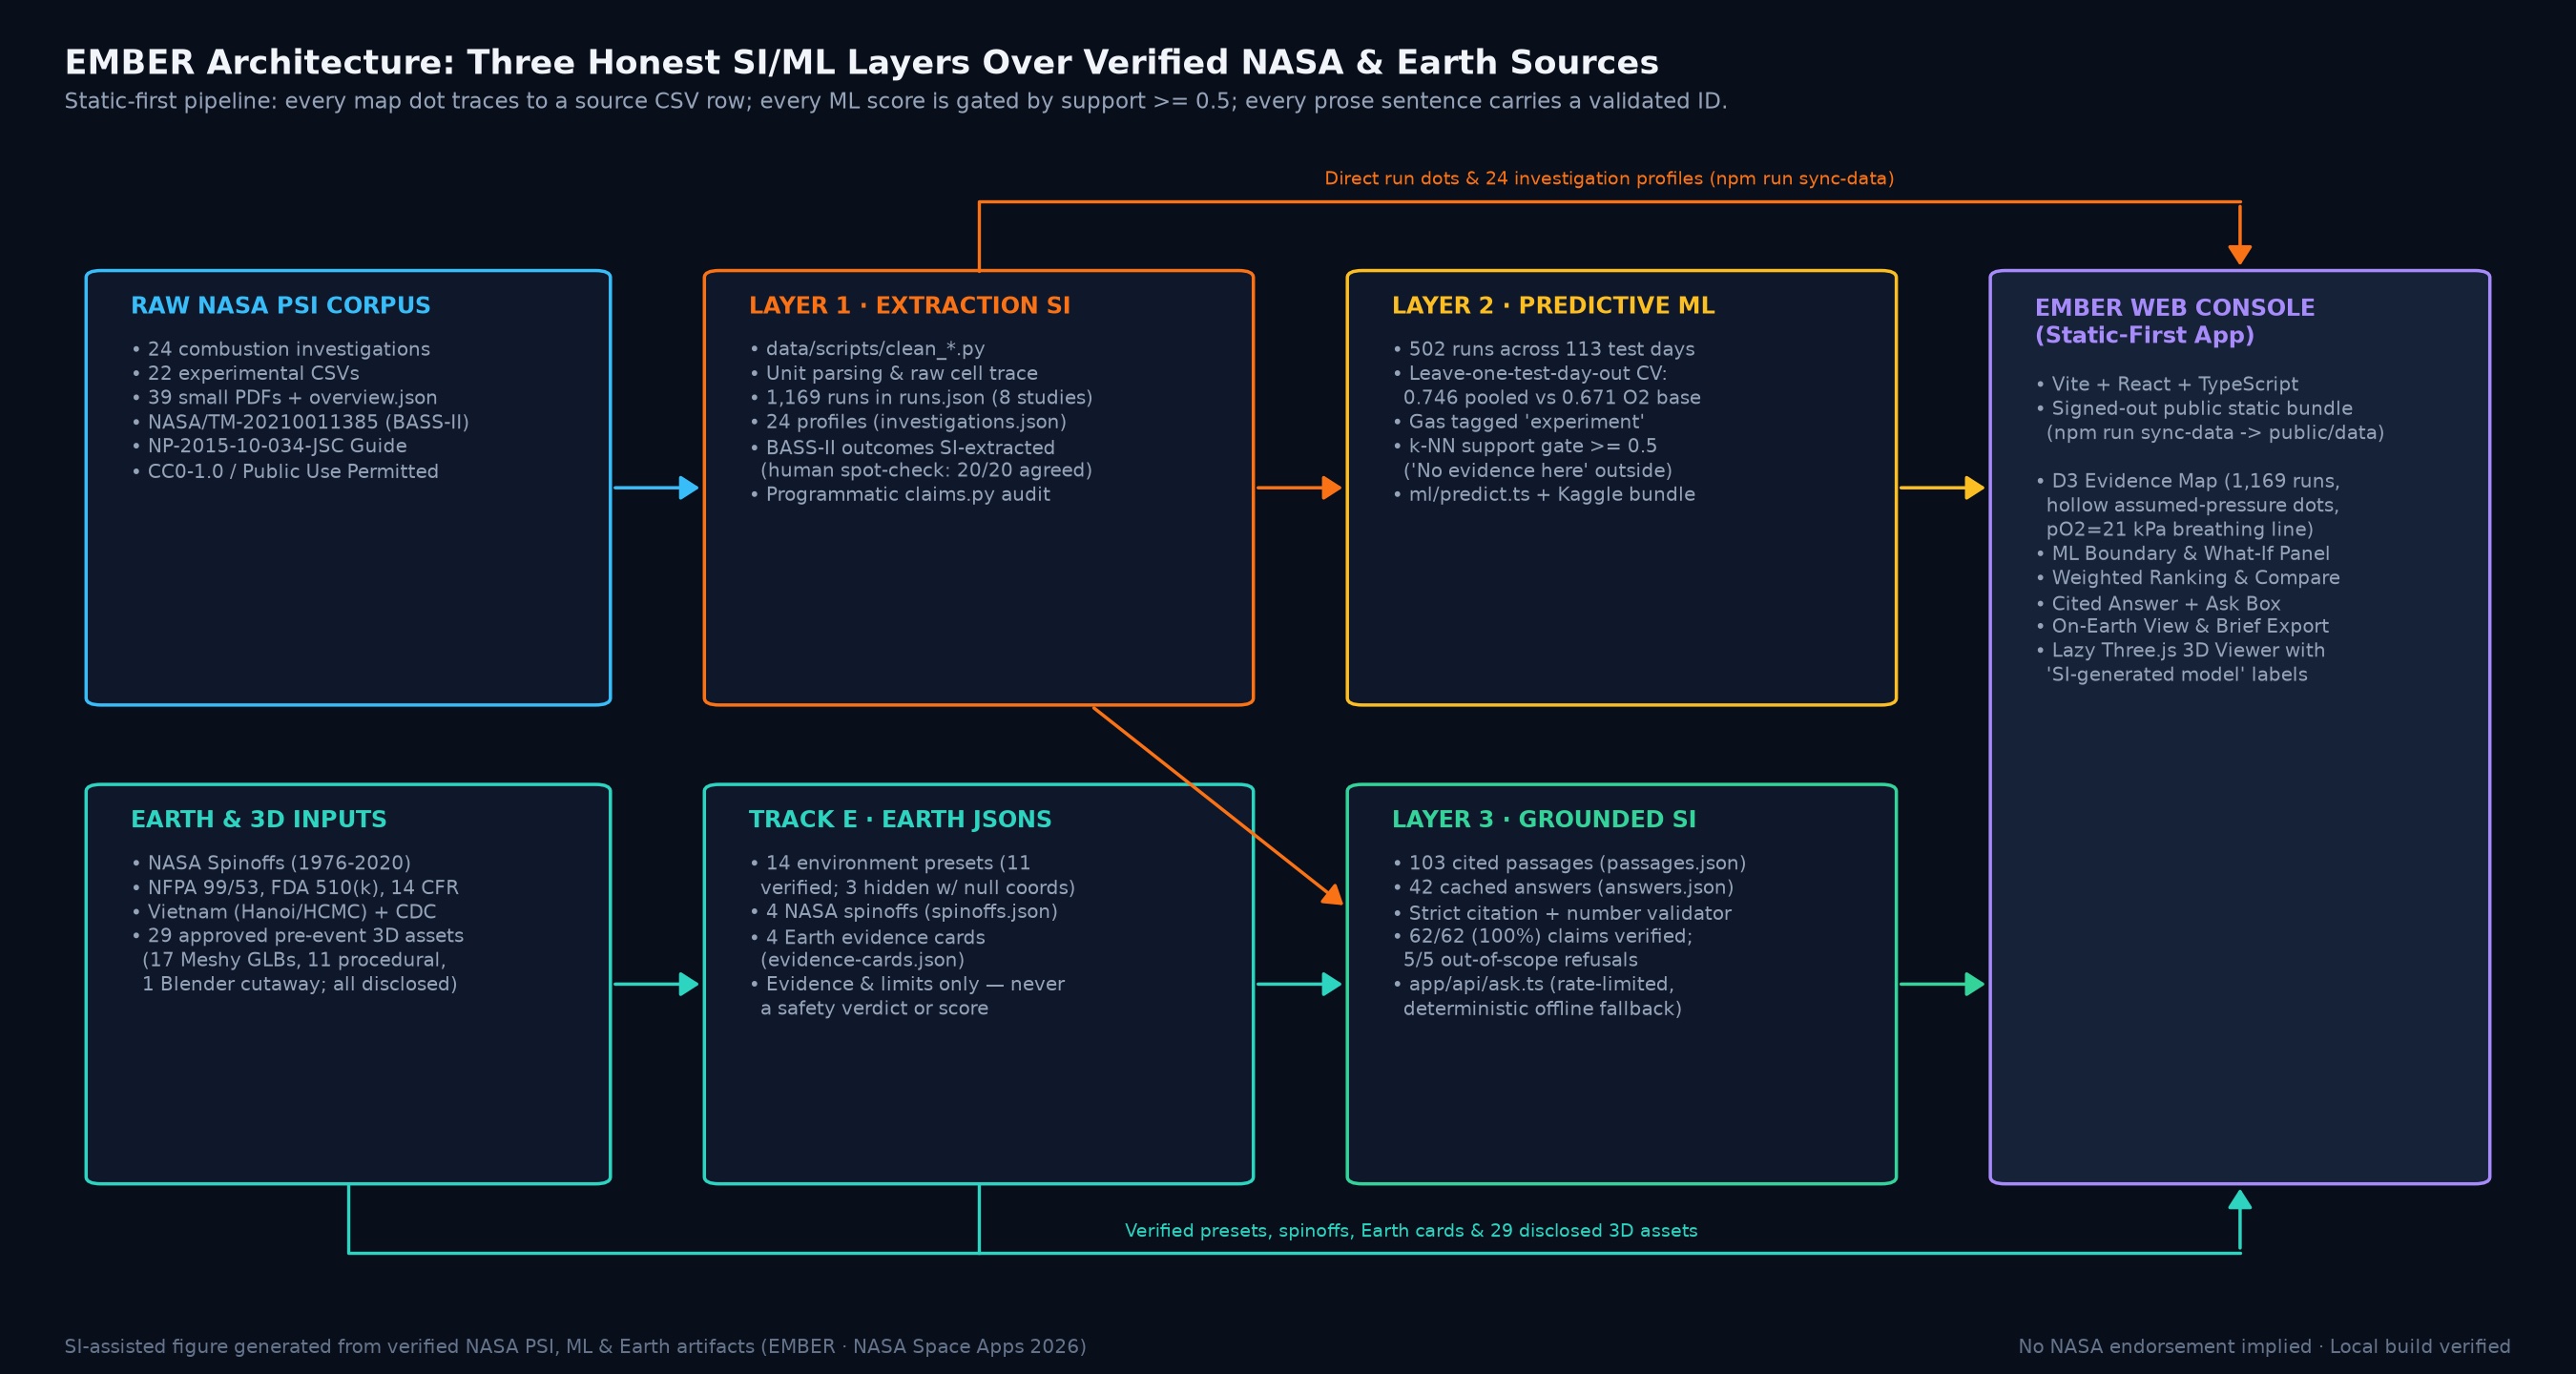 EMBER Architecture: Three Honest SI/ML Layers Over Verified NASA & Earth Sources
Static-first pipeline: every map dot traces to a source CSV row; every ML score is gated by support >= 0.5; every prose sentence carries a validated ID.
Direct run dots & 24 investigation profiles (npm run sync-data)
RAW NASA PSI CORPUS
• 24 combustion investigations
• 22 experimental CSVs
• 39 small PDFs + overview.json
• NASA/TM-20210011385 (BASS-II)
• NP-2015-10-034-JSC Guide
• CC0-1.0 / Public Use Permitted
LAYER 1 · EXTRACTION SI
• data/scripts/clean_*.py
• Unit parsing & raw cell trace
• 1,169 runs in runs.json (8 studies)
• 24 profiles (investigations.json)
• BASS-II outcomes SI-extracted
(human spot-check: 20/20 agreed)
• Programmatic claims.py audit
LAYER 2 · PREDICTIVE ML
• 502 runs across 113 test days
• Leave-one-test-day-out CV:
0.746 pooled vs 0.671 O2 base
• Gas tagged 'experiment'
• k-NN support gate >= 0.5
('No evidence here' outside)
• ml/predict.ts + Kaggle bundle
EMBER WEB CONSOLE
(Static-First App)
• Vite + React + TypeScript
• Signed-out public static bundle
(npm run sync-data -> public/data)
• D3 Evidence Map (1,169 runs,
hollow assumed-pressure dots,
pO2=21 kPa breathing line)
• ML Boundary & What-If Panel
• Weighted Ranking & Compare
• Cited Answer + Ask Box
• On-Earth View & Brief Export
• Lazy Three.js 3D Viewer with
'SI-generated model' labels
EARTH & 3D INPUTS
• NASA Spinoffs (1976-2020)
• NFPA 99/53, FDA 510(k), 14 CFR
• Vietnam (Hanoi/HCMC) + CDC
• 29 approved pre-event 3D assets
(17 Meshy GLBs, 11 procedural,
1 Blender cutaway; all disclosed)
TRACK E · EARTH JSONS
• 14 environment presets (11
verified; 3 hidden w/ null coords)
• 4 NASA spinoffs (spinoffs.json)
• 4 Earth evidence cards
(evidence-cards.json)
• Evidence & limits only — never
a safety verdict or score
LAYER 3 · GROUNDED SI
• 103 cited passages (passages.json)
• 42 cached answers (answers.json)
• Strict citation + number validator
• 62/62 (100%) claims verified;
5/5 out-of-scope refusals
• app/api/ask.ts (rate-limited,
deterministic offline fallback)
Verified presets, spinoffs, Earth cards & 29 disclosed 3D assets
SI-assisted figure generated from verified NASA PSI, ML & Earth artifacts (EMBER · NASA Space Apps 2026)
No NASA endorsement implied · Local build verified